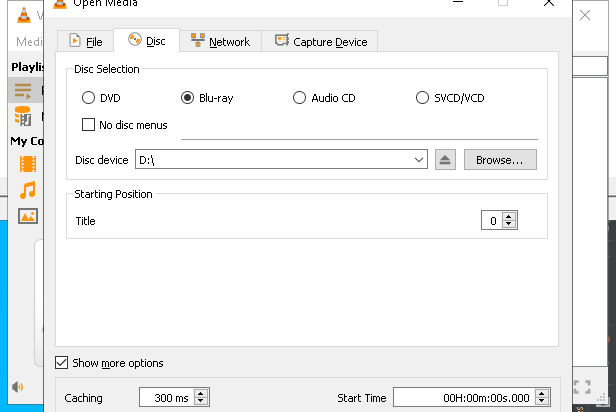 Open Media
Medi
File
Disc
Network
Capture Device
Playlis
Disc Selection
DVD
Blu-ray
Audio CD
SVCD/VCD
No disc menus
My Co
Disc device
D:\
Browse...
Starting Position
Title
0
Show more options
Caching
300 ms
Start Time
00H:00m:00s.000